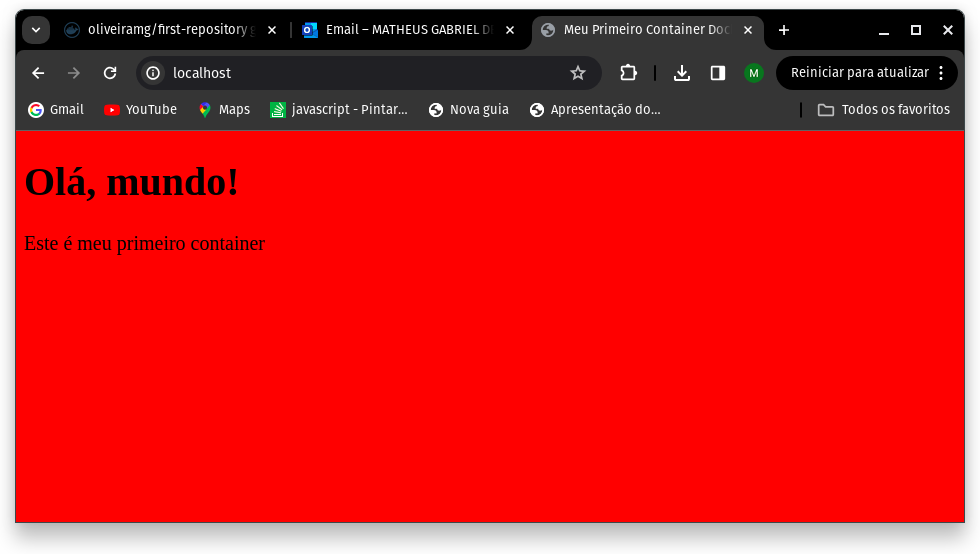 oliveiramg/first-repository
Email – MATHEUS GABRIEL
Meu Primeiro Container Doc
localhost
M
Reiniciar para atualizar
Gmail
YouTube
Maps
javascript - Pintar...
Nova guia
Apresentação do...
Todos os favoritos
Olá, mundo!
Este é meu primeiro container